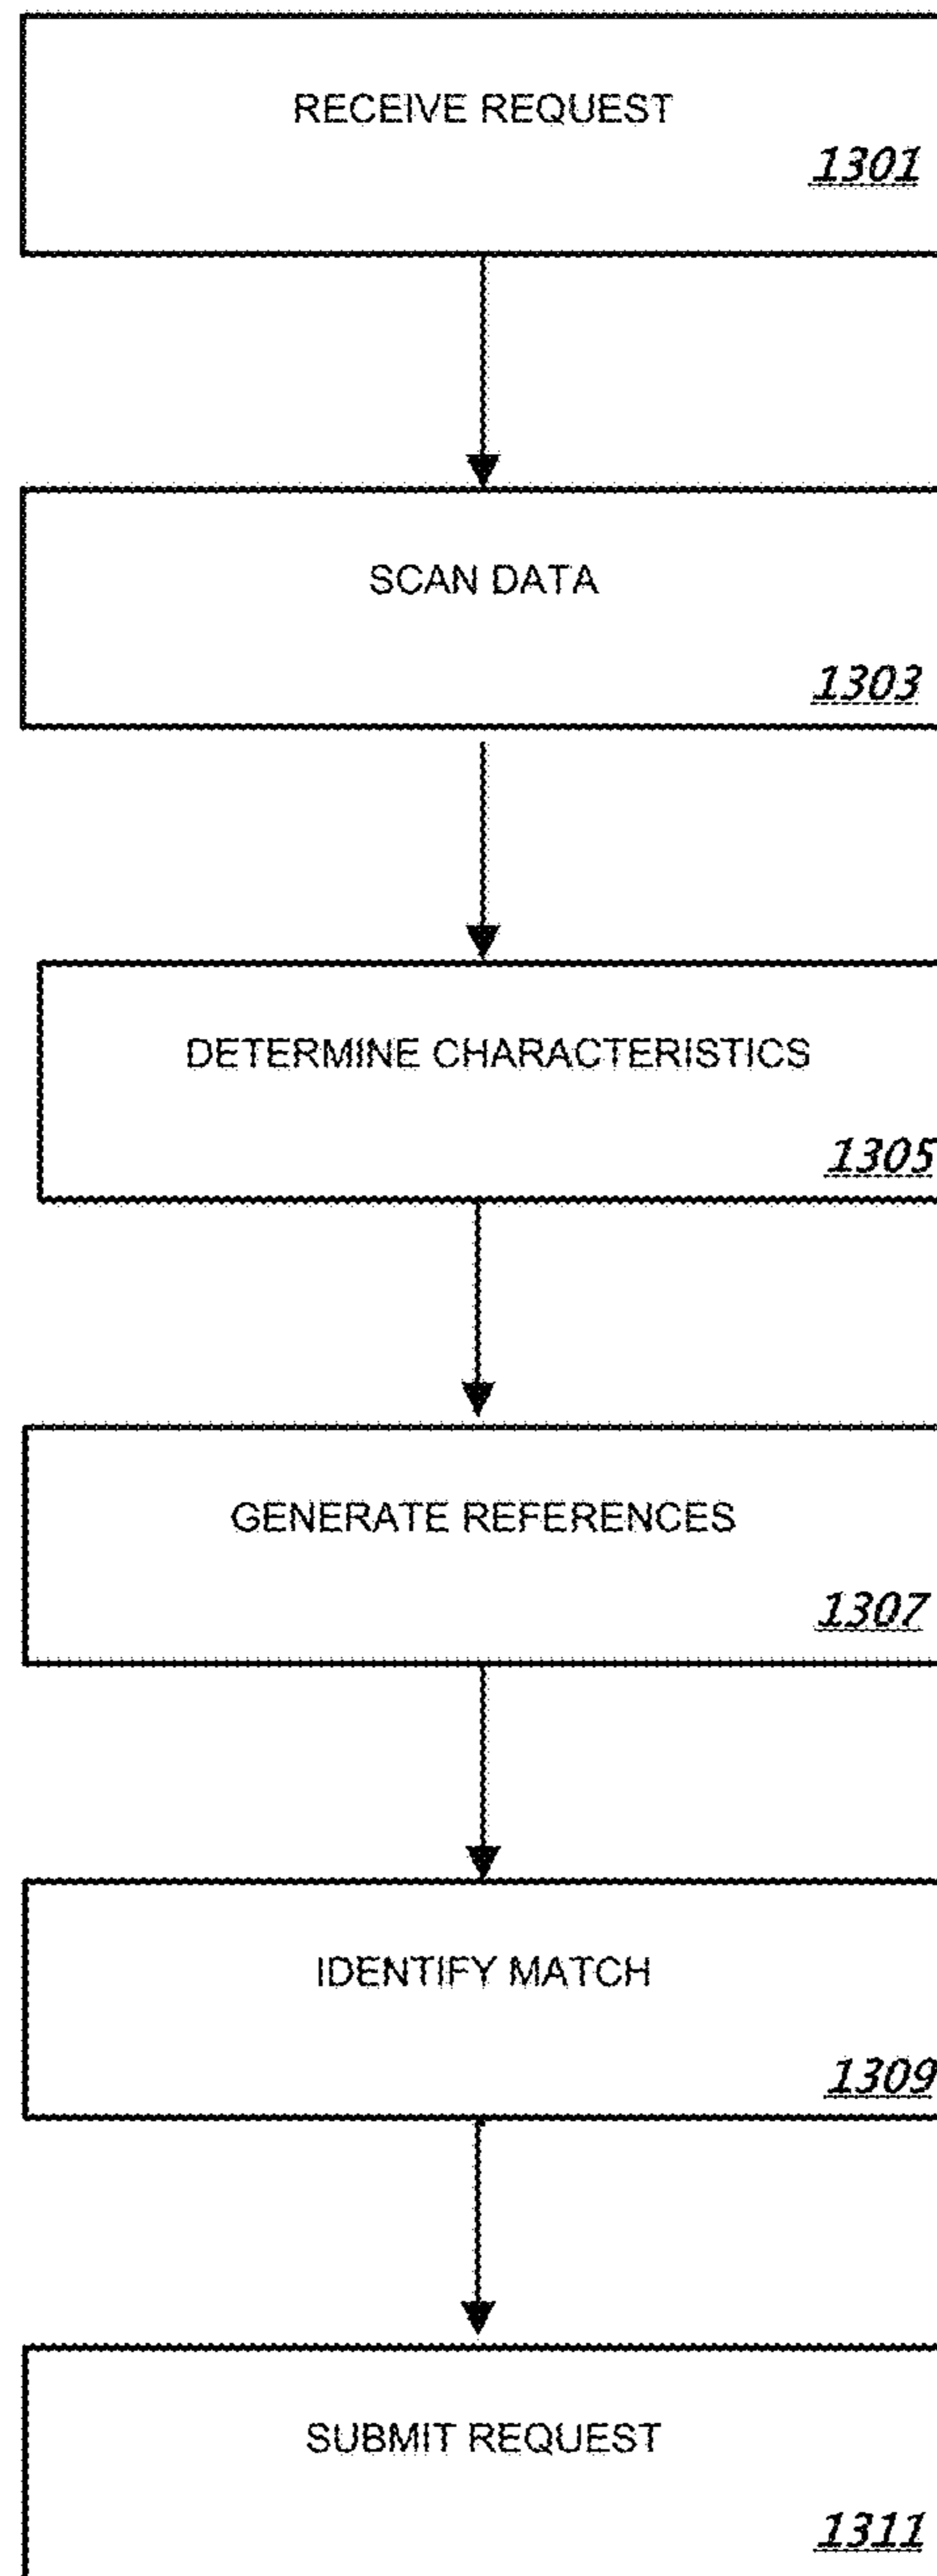 RECEIVE REQUEST
1301
SCAN DATA
1303
DETERMINE CHARACTERISTICS
1305
GENERATE REFERENCES
1307
IDENTIFY MATCH
1309
SUBMIT REQUEST
1311